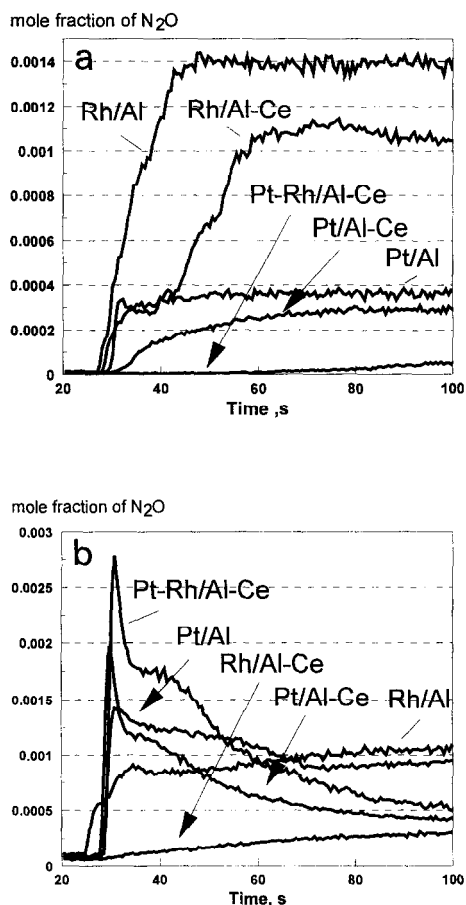 mole fraction of N₂O
a
0.0014
0.0012
0.001
0.0008
0.0006
0.0004
0.0002
0
Rh/Al
Rh/Al-Ce
Pt-Rh/Al-Ce
Pt/Al-Ce
Pt/Al
20 40 60 80 100
Time ,s
mole fraction of N₂O
b
0.003
0.0025
0.002
0.0015
0.001
0.0005
0
Pt-Rh/Al-Ce
Pt/Al
Rh/Al-Ce
Pt/Al-Ce
Rh/Al
20 40 60 80 100
Time, s